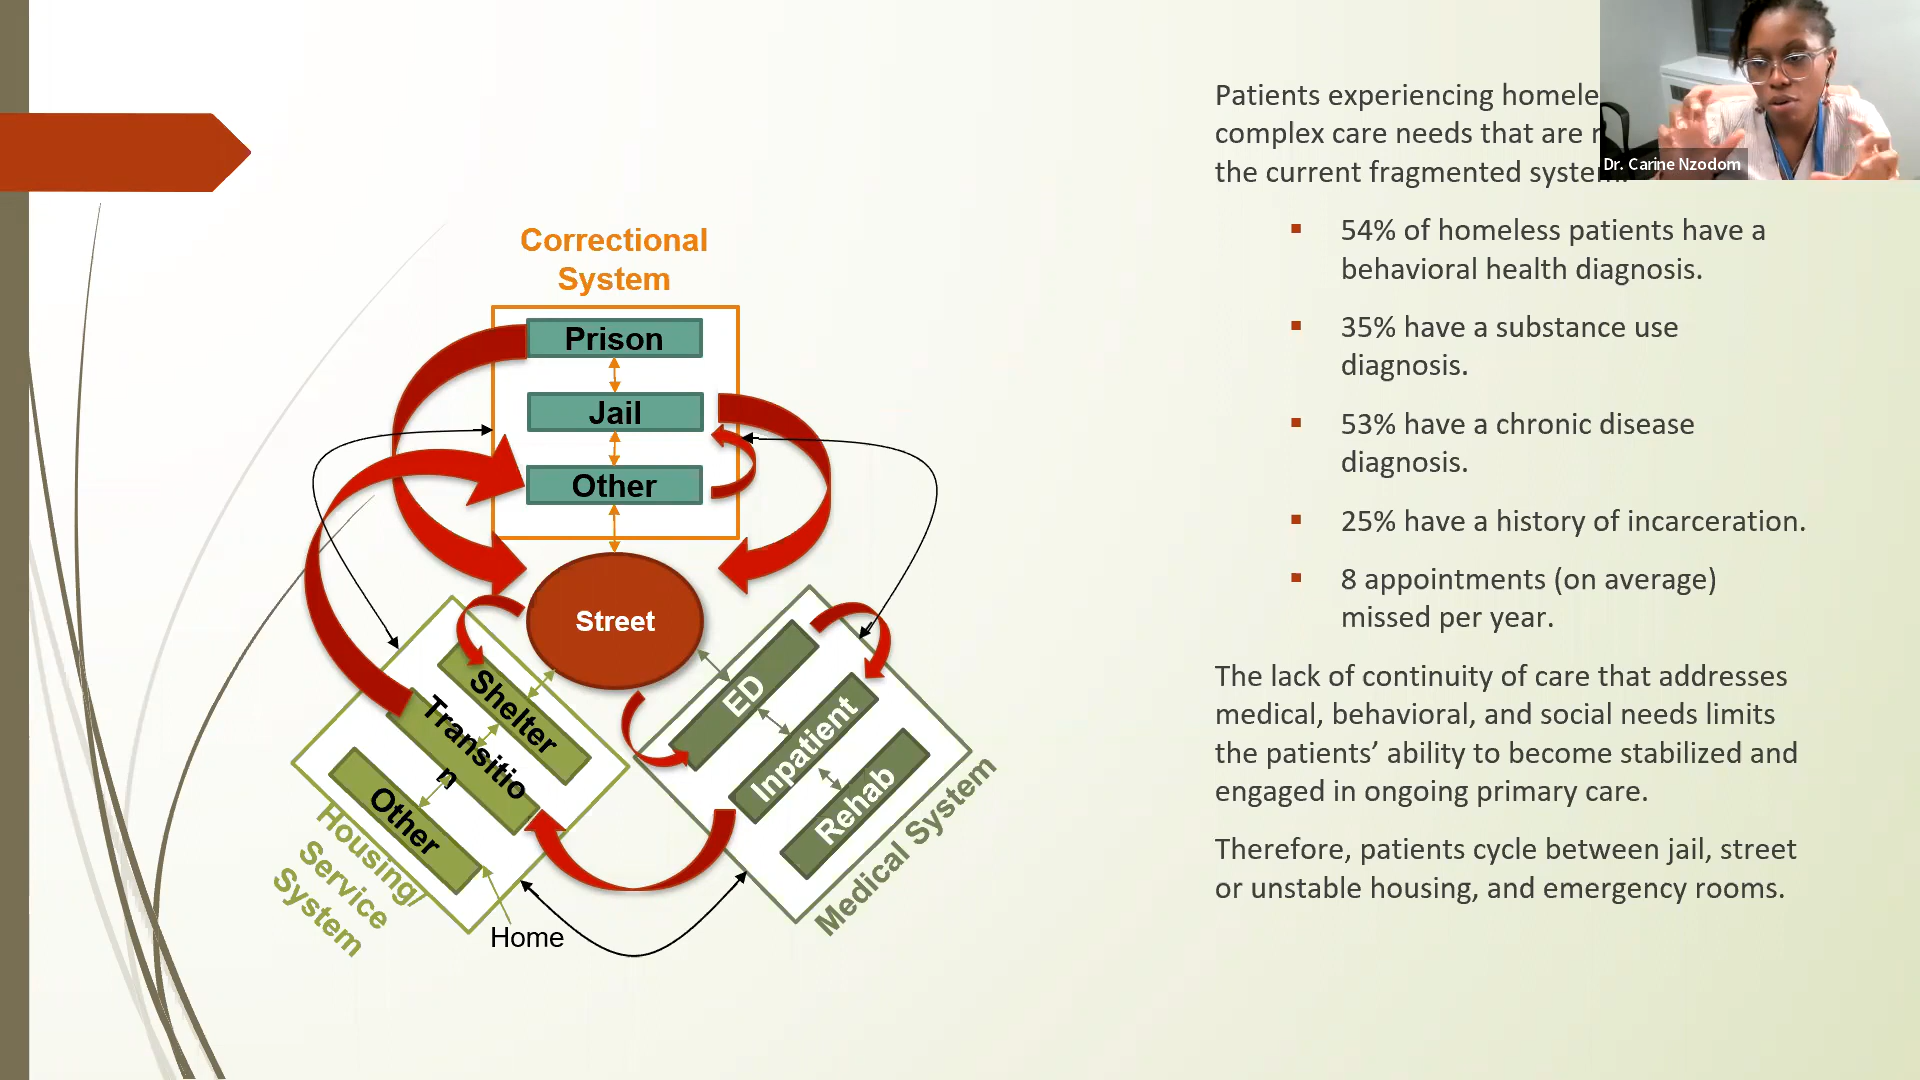 Patients experiencing
complex care needs that are
the current fragmented system.
Dr. Carine Nzodom
54% of homeless patients have a
behavioral health diagnosis.
35% have a substance use
diagnosis.
53% have a chronic disease
diagnosis.
25% have a history of incarceration.
8 appointments (on average)
missed per year.
The lack of continuity of care that addresses
medical, behavioral, and social needs limits
the patients’ ability to become stabilized and
engaged in ongoing primary care.
Therefore, patients cycle between jail, street
or unstable housing, and emergency rooms.
Correctional
System
Prison
Jail
Other
Street
Shelter
Transitio
n
Other
Housing/
Service
System
Home
ED
Inpatient
Rehab
Medical System